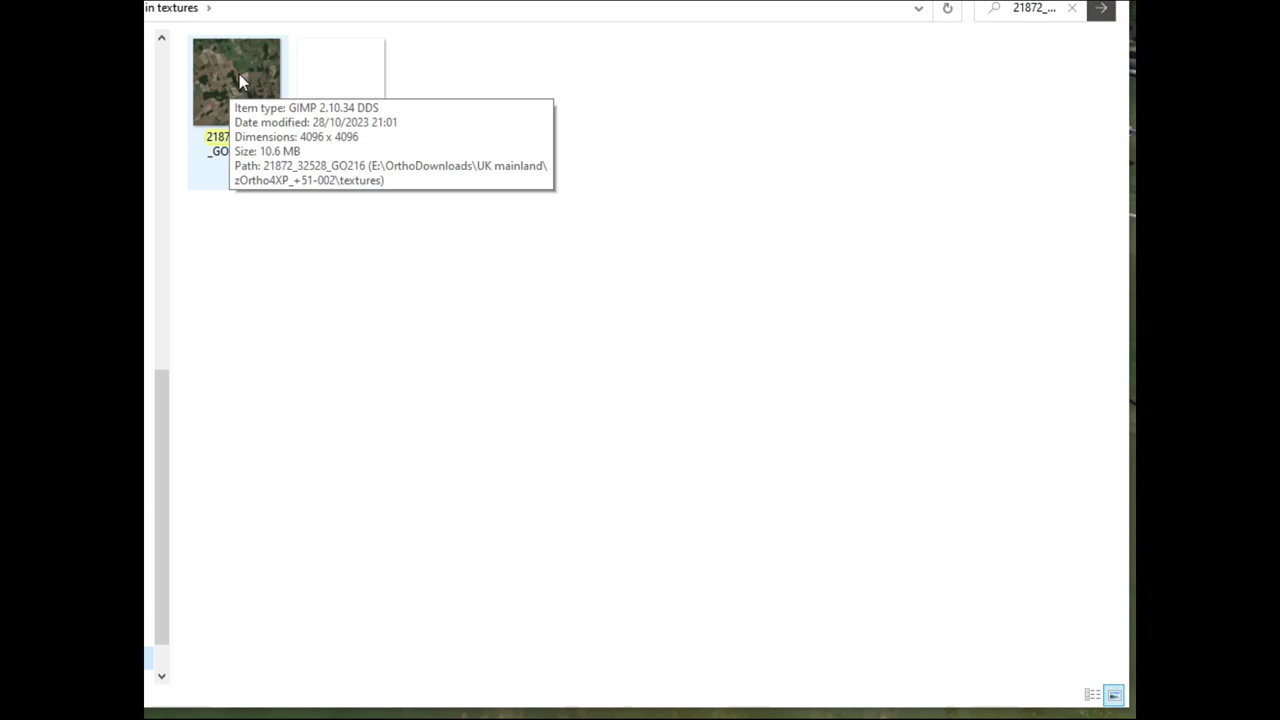 in textures >
21872_...
Item type: GIMP 2.10.34 DDS
Date modified: 28/10/2023 21:01
Dimensions: 4096 x 4096
Size: 10.6 MB
Path: 21872_32528_GO216 (E:\OrthoDownloads\UK mainland\
zOrtho4XP_+51-002\textures)
2187
_GO